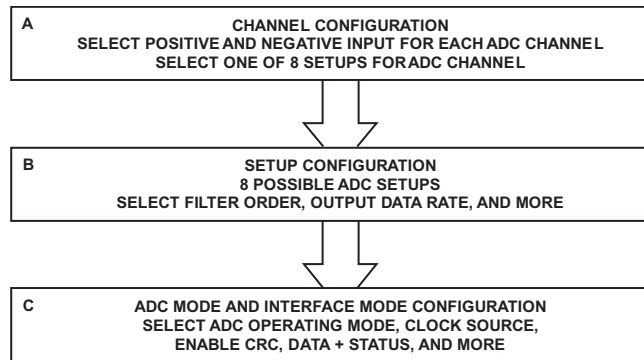 A
CHANNEL CONFIGURATION
SELECT POSITIVE AND NEGATIVE INPUT FOR EACH ADC CHANNEL
SELECT ONE OF 8 SETUPS FOR ADC CHANNEL
B
SETUP CONFIGURATION
8 POSSIBLE ADC SETUPS
SELECT FILTER ORDER, OUTPUT DATA RATE, AND MORE
C
ADC MODE AND INTERFACE MODE CONFIGURATION
SELECT ADC OPERATING MODE, CLOCK SOURCE,
ENABLE CRC, DATA + STATUS, AND MORE